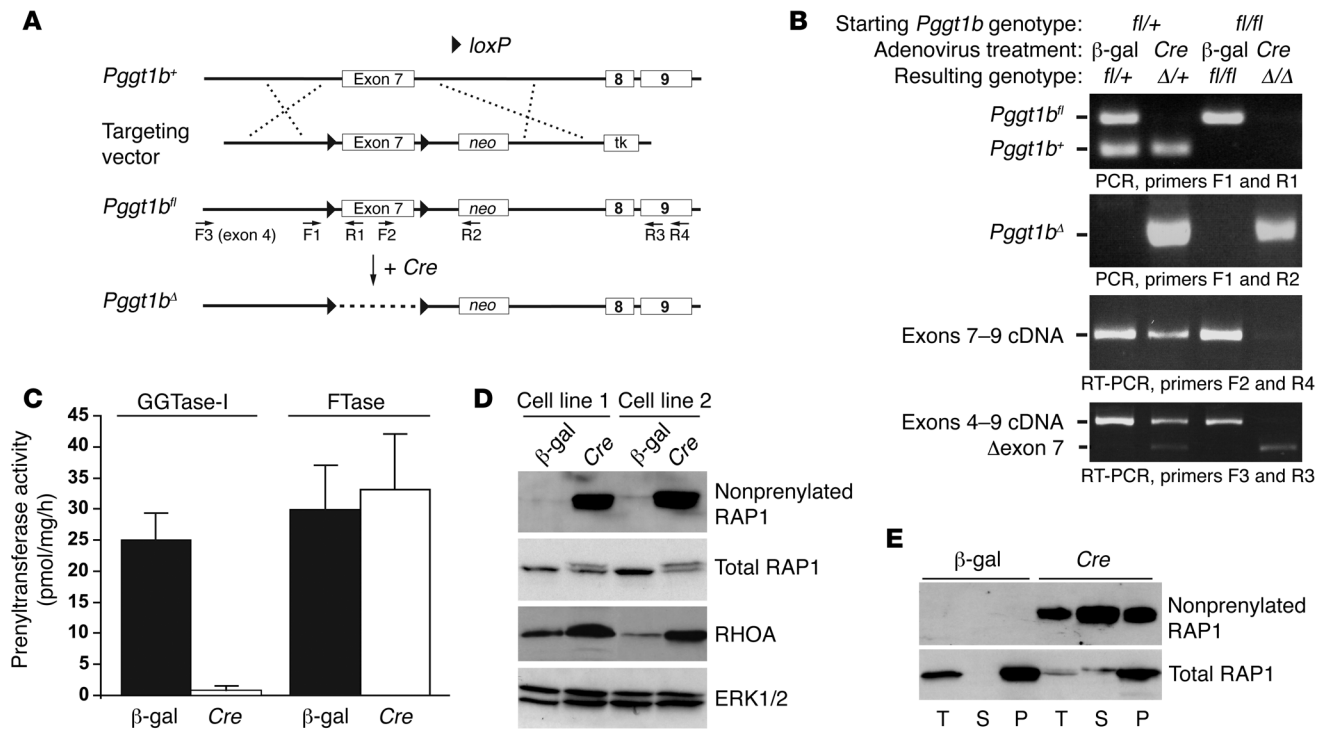 A
loxP
Pggt1b+
Exon 7
8
9
Targeting
vector
Exon 7
neo
tk
Pggt1bfl
Exon 7
neo
8
9
F3 (exon 4)
F1
R1
F2
R2
R3
R4
+ Cre
Pggt1bΔ
neo
8
9
B
Starting Pggt1b genotype: fl/+ fl/fl
Adenovirus treatment: β-gal Cre β-gal Cre
Resulting genotype: fl/+ Δ/+ fl/fl Δ/Δ
Pggt1bfl
Pggt1b+
PCR, primers F1 and R1
Pggt1bΔ
PCR, primers F1 and R2
Exons 7–9 cDNA
RT-PCR, primers F2 and R4
Exons 4–9 cDNA
Δexon 7
RT-PCR, primers F3 and R3
C
GGTase-I
FTase
Prenyltransferase activity
(pmol/mg/h)
45
40
35
30
25
20
15
10
5
0
β-gal Cre β-gal Cre
D
Cell line 1 Cell line 2
β-gal Cre β-gal Cre
Nonprenylated
RAP1
Total RAP1
RHOA
ERK1/2
E
β-gal Cre
Nonprenylated
RAP1
Total RAP1
T S P T S P